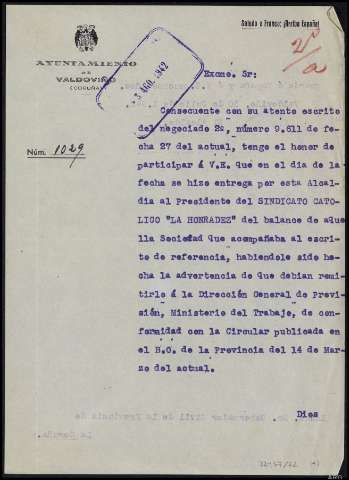 Saludo a Franco: ¡Arriba España!
2ª/a
AYUNTAMIENTO
DE
VALDOVIÑO
(CORUÑA)
3 AGO. 1942
Excmo. Sr:
Núm. 1029
Consecuente con su atento escrito
del negociado 2º, número 9.611 de fe-
cha 27 del actual, tengo el honor de
participar á V.E. que en el dia de la
fecha se hizo entrega por esta Alcal-
dia al Presidente del SINDICATO CATO-
LICO "LA HONRADEZ" del balance de aque
lla Sociedad que acompañaba al escri-
to de referencia, habiendole sido he-
cha la advertencia de que debian remi-
tirlo á la Dirección General de Previ-
sión, Ministerio del Trabajo, de con-
formidad con la Circular publicada en
el B.O. de la Provincia del 14 de Mar-
zo del actual.
Dios